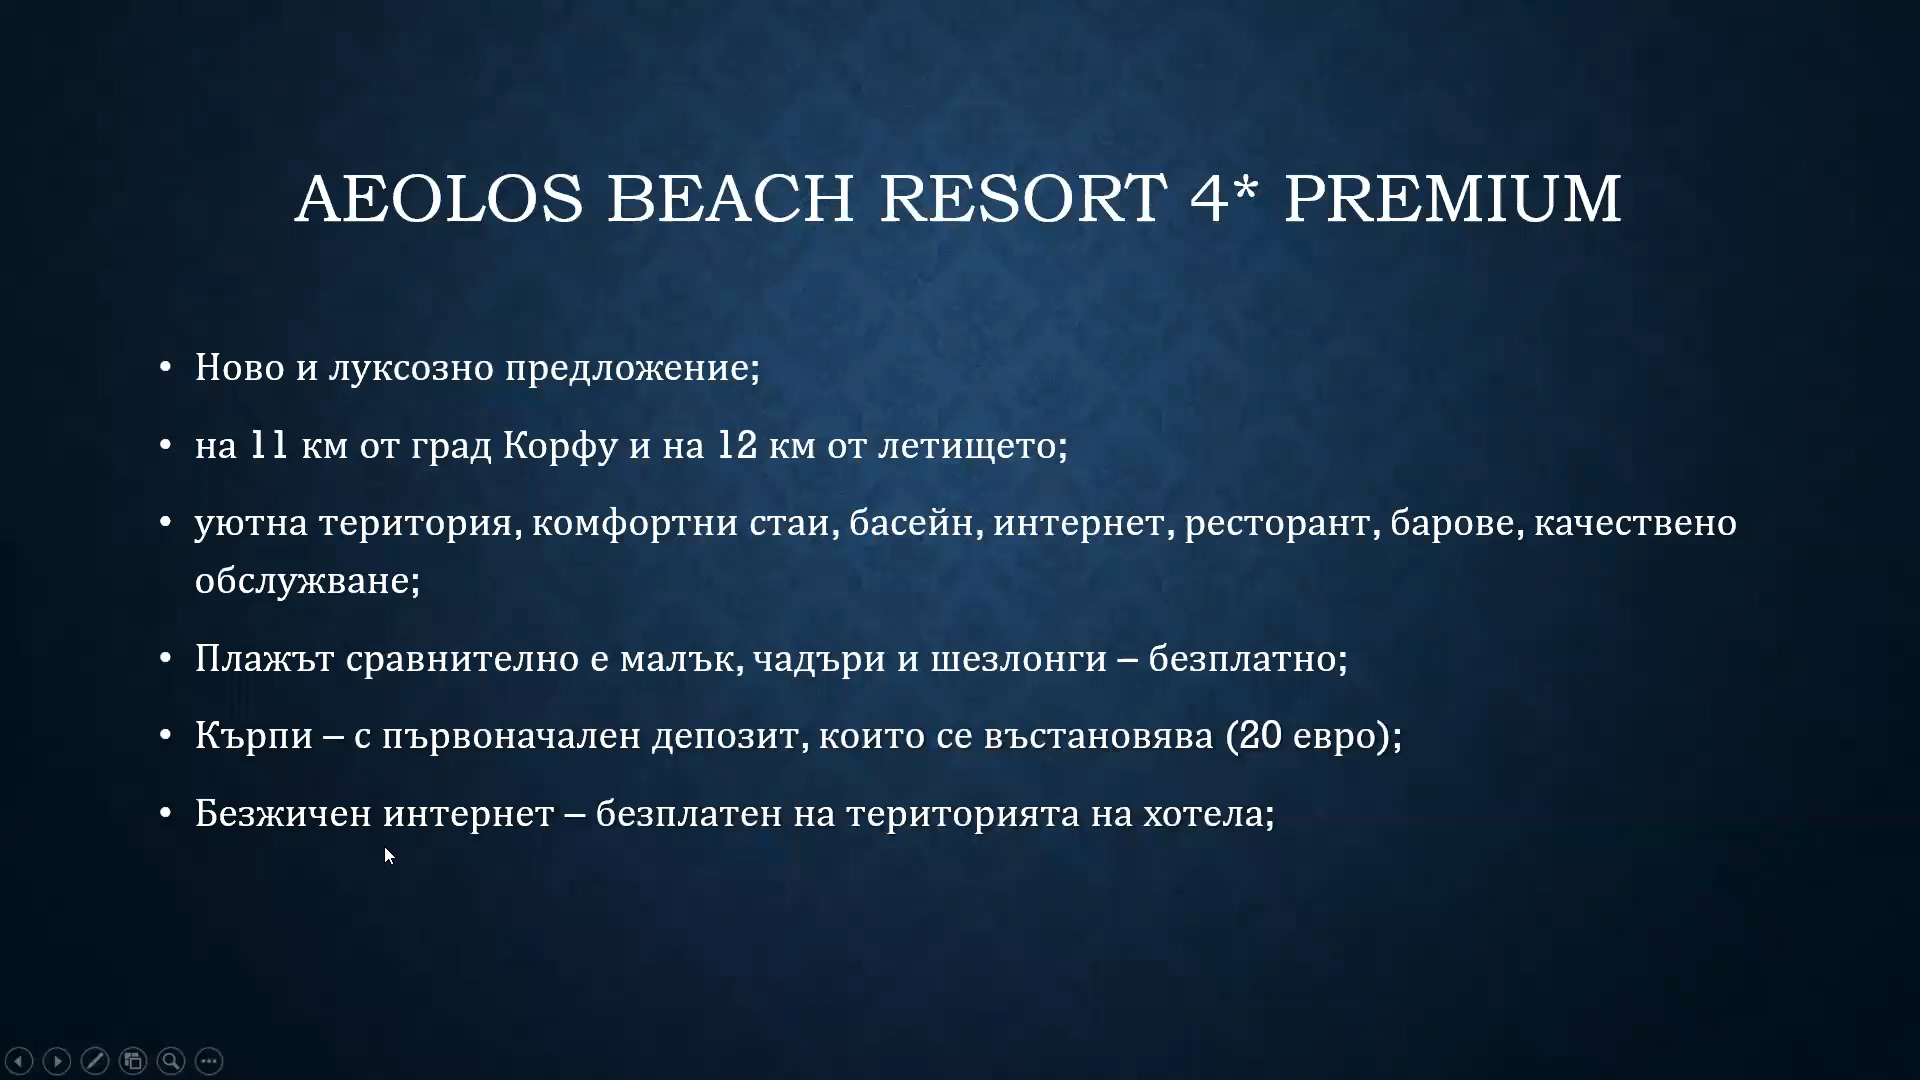 AEOLOS BEACH RESORT 4* PREMIUM
• Ново и луксозно предложение;
• на 11 км от град Корфу и на 12 км от летището;
• уютна територия, комфортни стаи, басейн, интернет, ресторант, барове, качествено
обслужване;
• Плажът сравнително е малък, чадъри и шезлонги – безплатно;
• Кърпи – с първоначален депозит, които се въстановява (20 евро);
• Безжичен интернет – безплатен на територията на хотела;